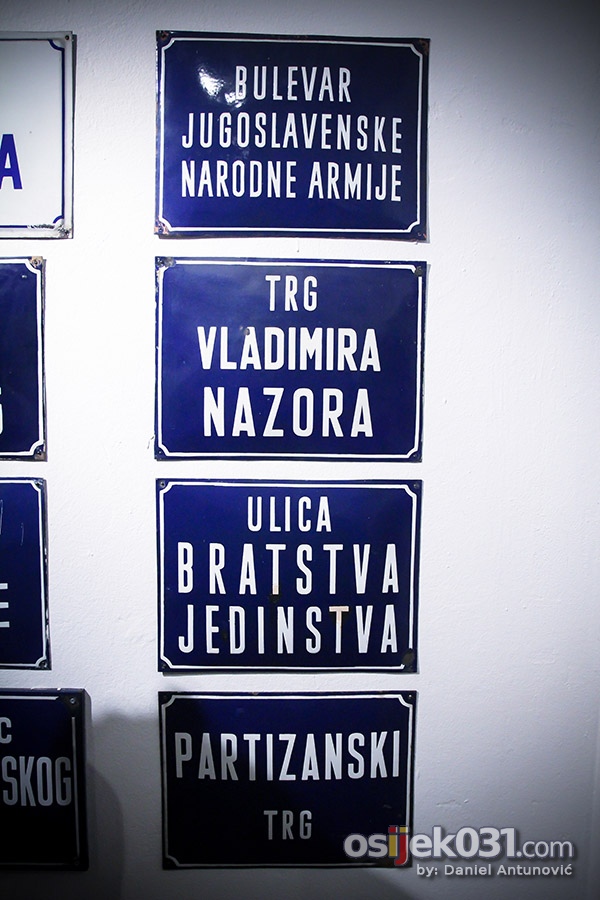 A
BULEVAR
JUGOSLAVENSKE
NARODNE ARMIJE
TRG
VLADIMIRA
NAZORA
ULICA
BRATSTVA
JEDINSTVA
C
SKOG
PARTIZANSKI
TRG
osijek031.com
by: Daniel Antunović